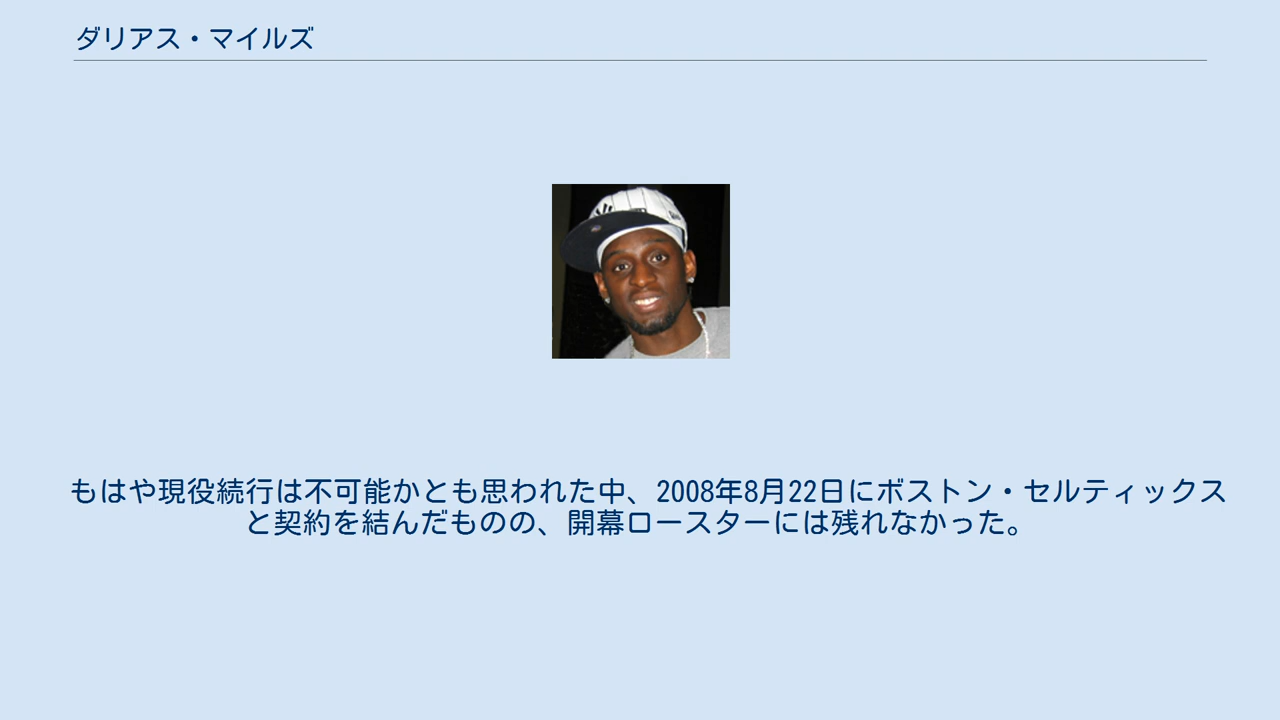 ダリアス・マイルズ
もはや現役続行は不可能かとも思われた中、2008年8月22日にボストン・セルティックス
と契約を結んだものの、開幕ロースターには残れなかった。